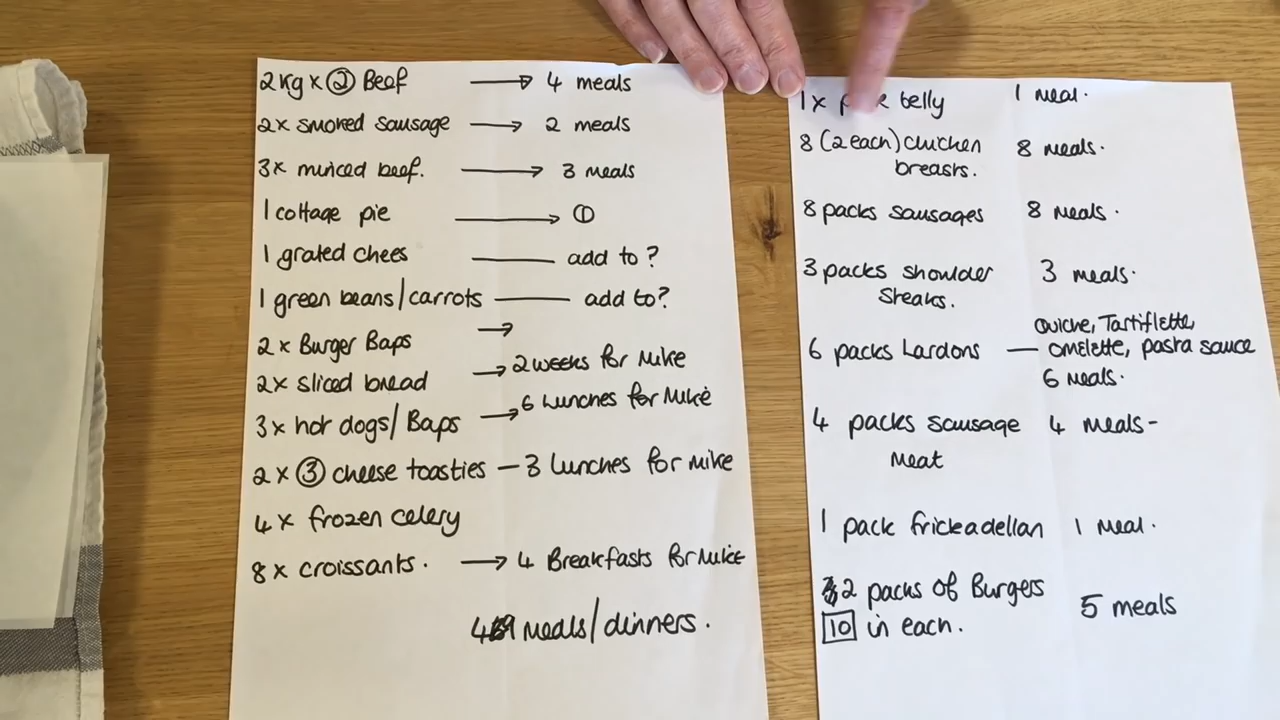 2kg x ② Beef → 4 meals
2x smoked sausage → 2 meals
3x minced beef. → 3 meals
1 cottage pie → ①
1 grated chees — add to ?
1 green beans/carrots — add to?
2x Burger Baps →
2x sliced bread → 2 weeks for Mike
3x hot dogs/Baps → 6 Lunches for Mike
2 x ③ cheese toasties – 3 Lunches for Mike
4x frozen celery
8x croissants. → 4 Breakfasts for Mike
49 meals/dinners.
1x belly 1 meal.
8 (2 each) chicken 8 meals.
breasts.
8 packs sausages 8 meals.
3 packs shoulder 3 meals.
Steaks.
Quiche, Tartiflette,
6 packs Lardons — omelette, pasta sauce
6 meals.
4 packs sausage 4 meals-
Meat
1 pack frickadellan 1 meal.
2 packs of Burgers 5 meals
10 in each.